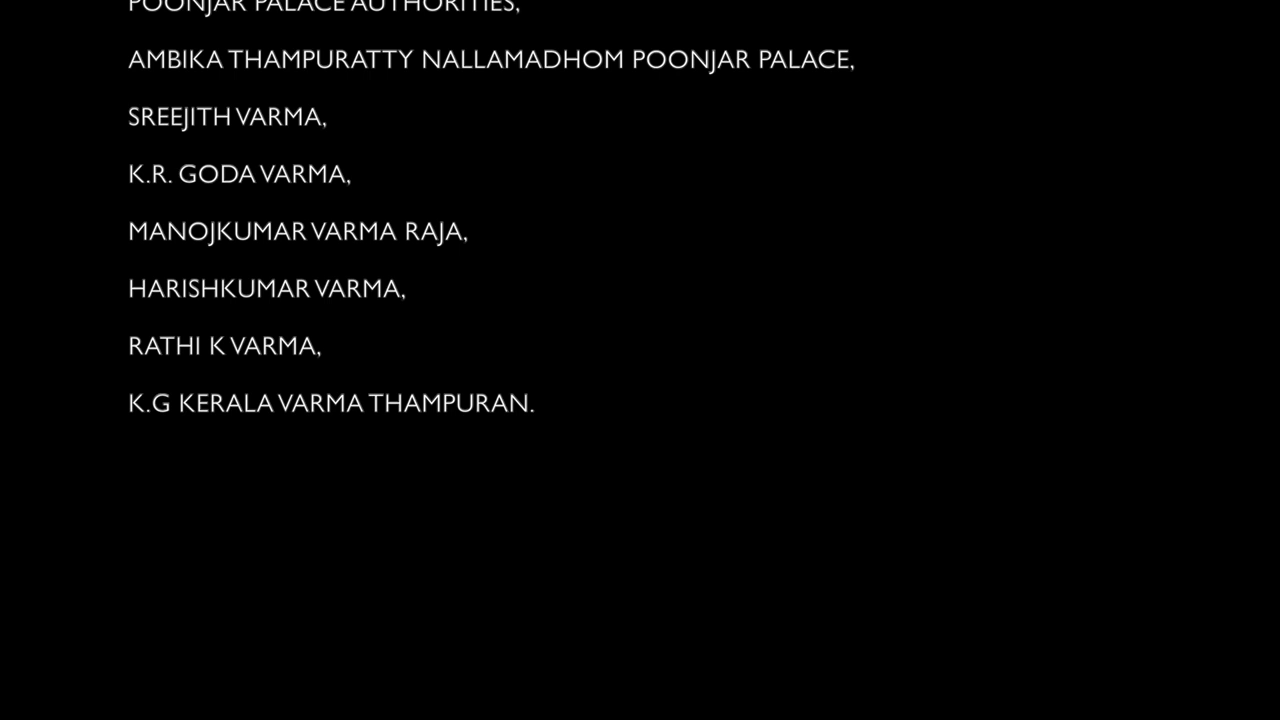 POONJAR PALACE AUTHORITIES,
AMBIKA THAMPURATTY NALLAMADHOM POONJAR PALACE,
SREEJITH VARMA,
K.R. GODA VARMA,
MANOJKUMAR VARMA RAJA,
HARISHKUMAR VARMA,
RATHI K VARMA,
K.G KERALA VARMA THAMPURAN.